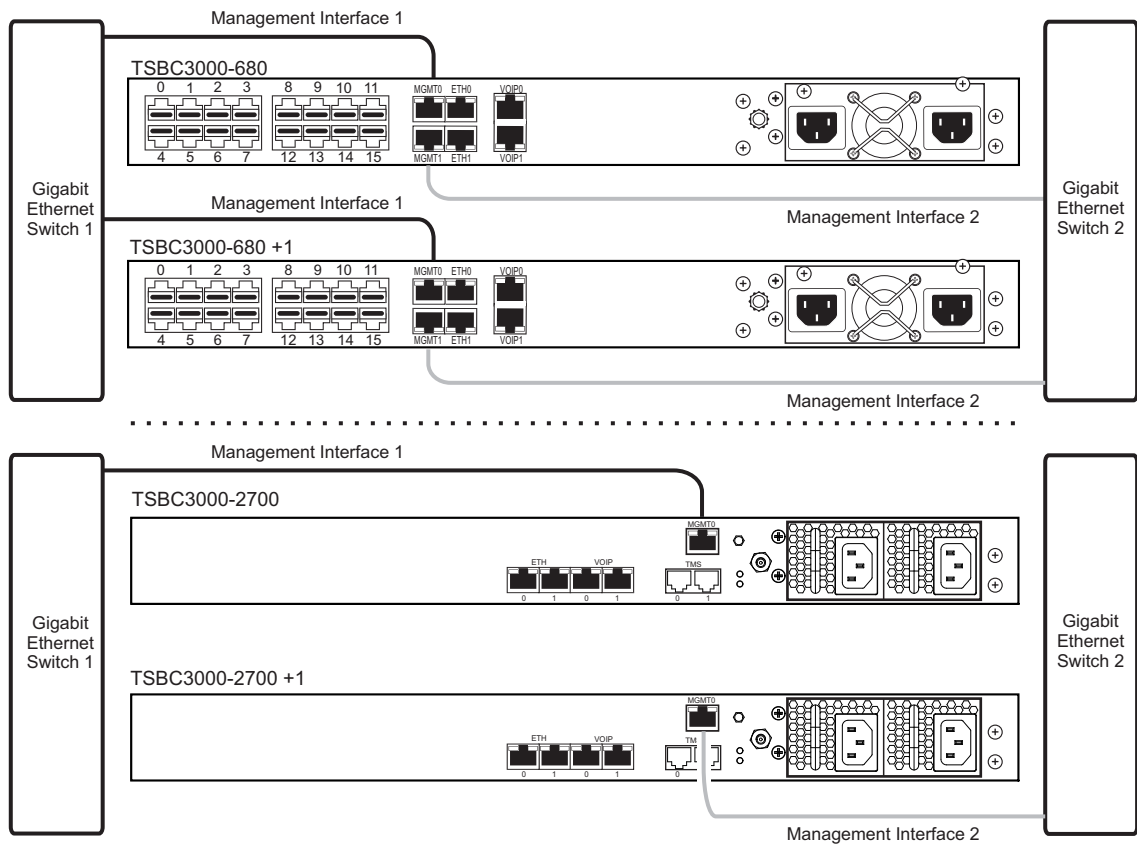 Management Interface 1
TSBC3000-680
0 1 2 3 8 9 10 11 MGMT0 ETH0 VOIP0
4 5 6 7 12 13 14 15 MGMT1 ETH1 VOIP1
Gigabit
Ethernet
Switch 1
Management Interface 1
Management Interface 2
Gigabit
Ethernet
Switch 2
TSBC3000-680 +1
0 1 2 3 8 9 10 11 MGMT0 ETH0 VOIP0
4 5 6 7 12 13 14 15 MGMT1 ETH1 VOIP1
Management Interface 2
Management Interface 1
TSBC3000-2700
MGMT0
ETH VOIP TMS
0 1 0 1 0 1
Gigabit
Ethernet
Switch 1
Gigabit
Ethernet
Switch 2
TSBC3000-2700 +1
MGMT0
ETH VOIP TM
0 1 0 1 0
Management Interface 2